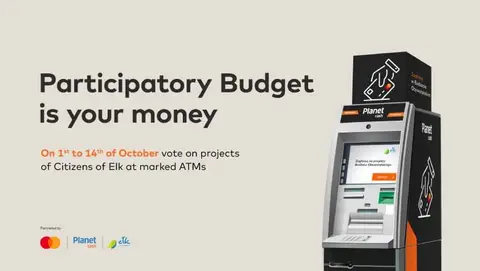 Participatory Budget
is your money
On 1st to 14th of October vote on projects
of Citizens of Elk at marked ATMs
Planet
cash
ełk
Planet
cash